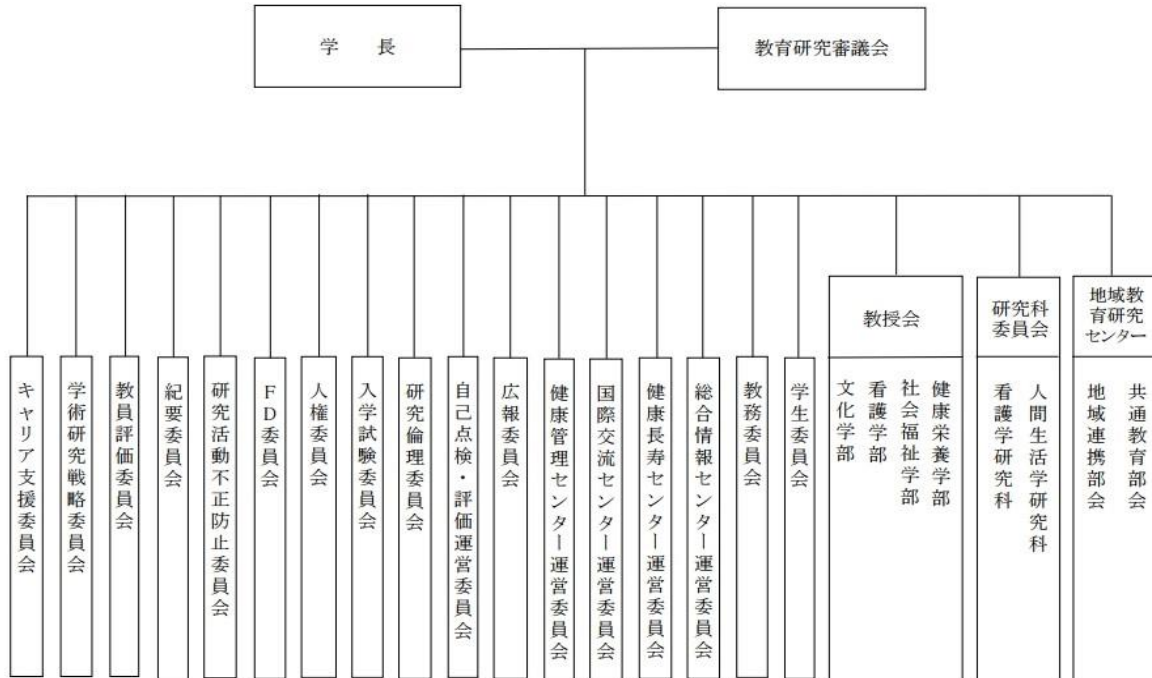 学　長
教育研究審議会
キャリア支援委員会
学術研究戦略委員会
教員評価委員会
紀要委員会
研究活動不正防止委員会
FD委員会
人権委員会
入学試験委員会
研究倫理委員会
自己点検・評価運営委員会
広報委員会
健康管理センター運営委員会
国際交流センター運営委員会
健康長寿センター運営委員会
総合情報センター運営委員会
教務委員会
学生委員会
教授会
健康栄養学部
社会福祉学部
看護学部
文化学部
研究科
委員会
人間生活学研究科
看護学研究科
地域教
育研究
センター
共通教育部会
地域連携部会